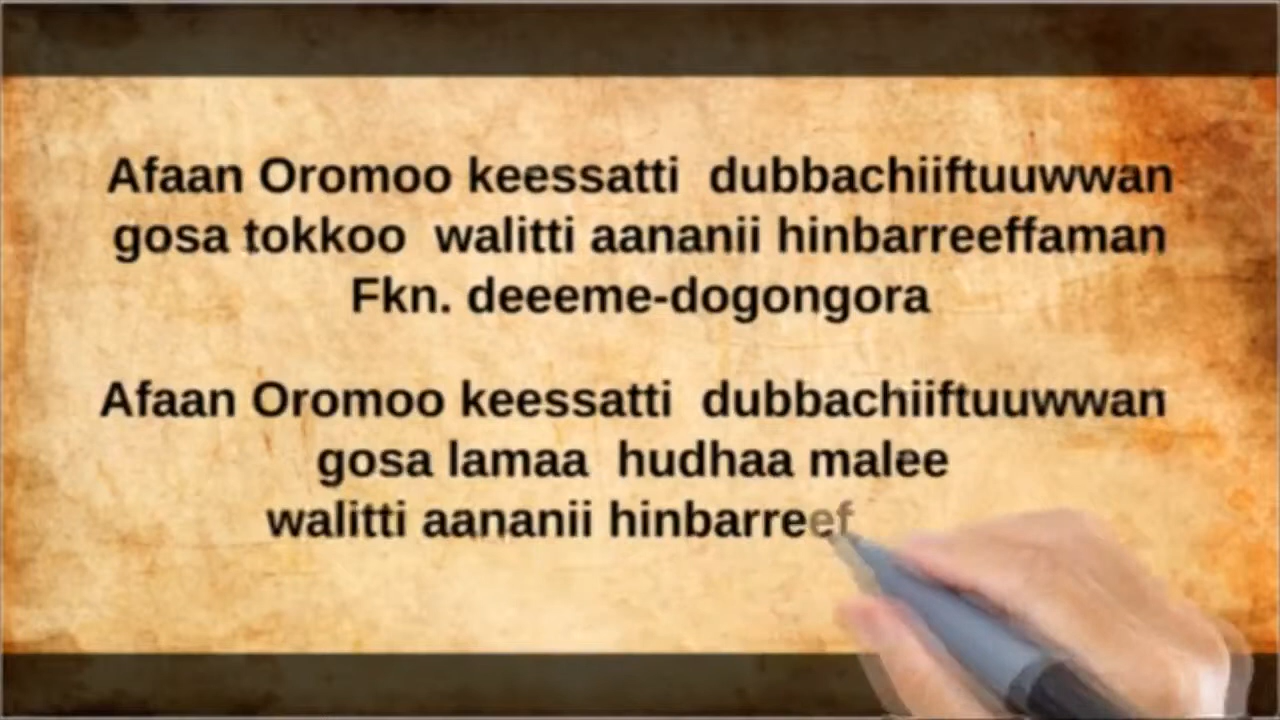 Afaan Oromoo keessatti dubbachiiftuuwwan
gosa tokkoo walitti aananii hinbarreeffaman
Fkn. deeeme-dogongora
Afaan Oromoo keessatti dubbachiiftuuwwan
gosa lamaa hudhaa malee
walitti aananii hinbarreef